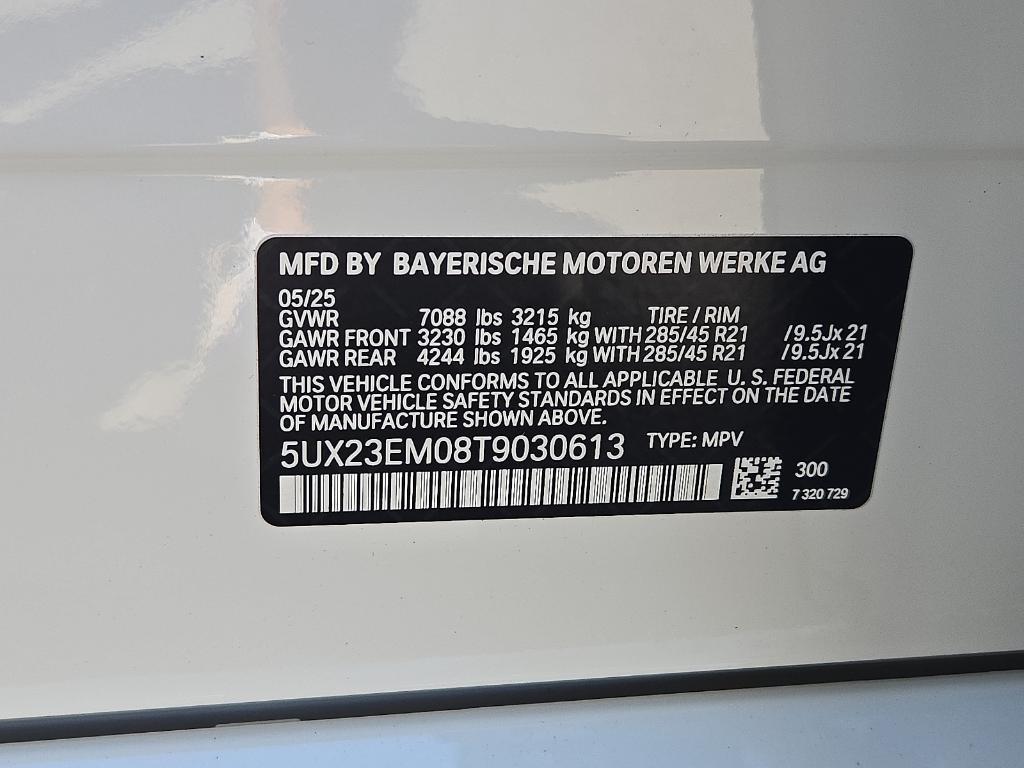 MFD BY BAYERISCHE MOTOREN WERKE AG
05/25
GVWR 7088 lbs 3215 kg TIRE / RIM
GAWR FRONT 3230 lbs 1465 kg WITH 285/45 R21 /9.5Jx 21
GAWR REAR 4244 lbs 1925 kg WITH 285/45 R21 /9.5Jx 21
THIS VEHICLE CONFORMS TO ALL APPLICABLE U. S. FEDERAL
MOTOR VEHICLE SAFETY STANDARDS IN EFFECT ON THE DATE
OF MANUFACTURE SHOWN ABOVE.
5UX23EM08T9030613 TYPE: MPV
300
7 320 729